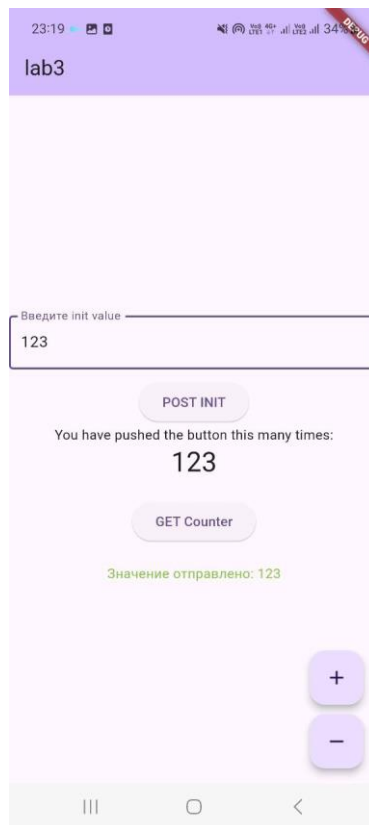 23:19 34%
DEBUG
lab3
Введите init value
123
POST INIT
You have pushed the button this many times:
123
GET Counter
Значение отправлено: 123
+
−